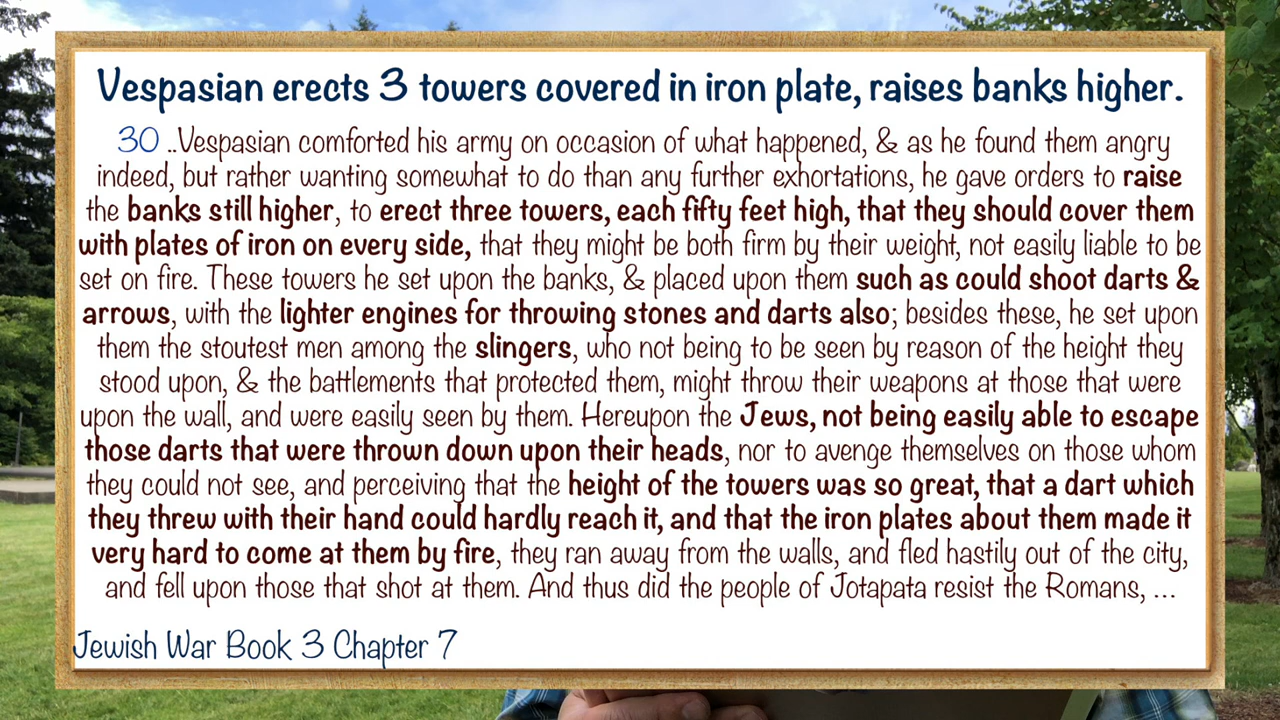 Vespasian erects 3 towers covered in iron plate, raises banks higher.
30 ..Vespasian comforted his army on occasion of what happened, & as he found them angry
indeed, but rather wanting somewhat to do than any further exhortations, he gave orders to raise
the banks still higher, to erect three towers, each fifty feet high, that they should cover them
with plates of iron on every side, that they might be both firm by their weight, not easily liable to be
set on fire. These towers he set upon the banks, & placed upon them such as could shoot darts &
arrows, with the lighter engines for throwing stones and darts also; besides these, he set upon
them the stoutest men among the slingers, who not being to be seen by reason of the height they
stood upon, & the battlements that protected them, might throw their weapons at those that were
upon the wall, and were easily seen by them. Hereupon the Jews, not being easily able to escape
those darts that were thrown down upon their heads, nor to avenge themselves on those whom
they could not see, and perceiving that the height of the towers was so great, that a dart which
they threw with their hand could hardly reach it, and that the iron plates about them made it
very hard to come at them by fire, they ran away from the walls, and fled hastily out of the city,
and fell upon those that shot at them. And thus did the people of Jotapata resist the Romans, ...
Jewish War Book 3 Chapter 7